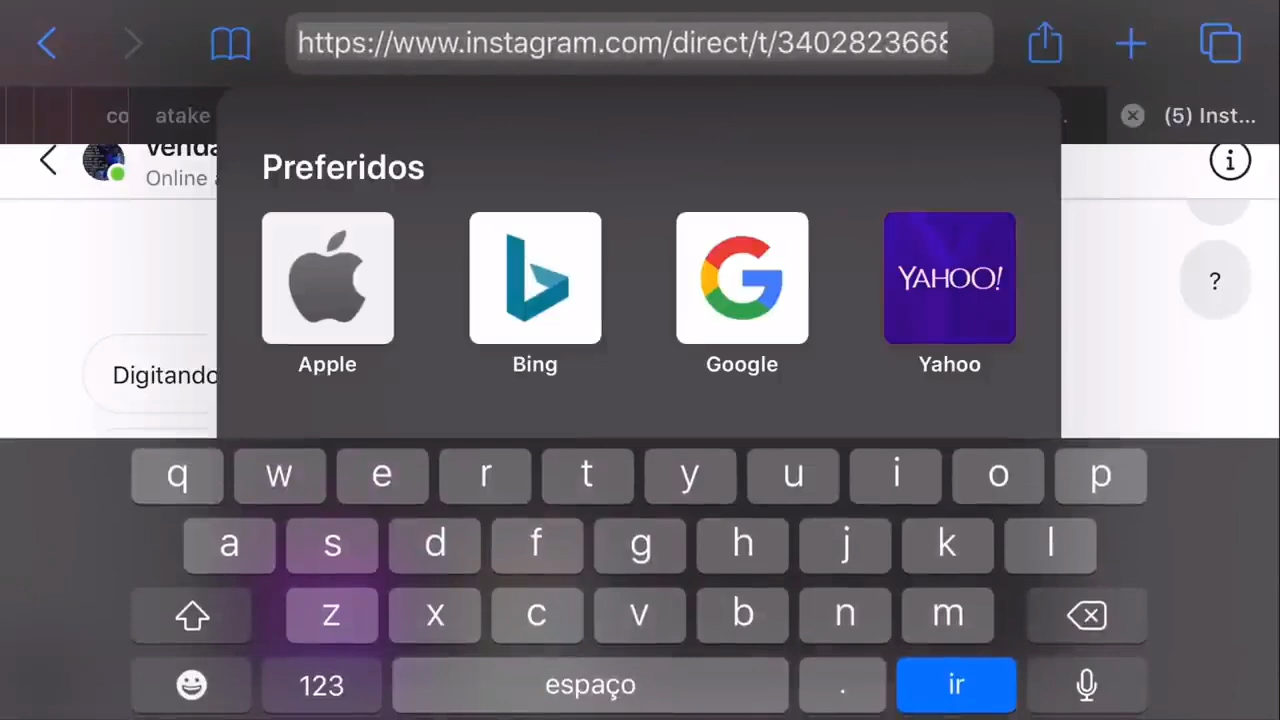 https://www.instagram.com/direct/t/3402823668
co
atake
(5) Inst...
Venda
Online a
Preferidos
YAHOO!
Apple
Bing
Google
Yahoo
?
Digitando
q w e r t y u i o p
a s d f g h j k l
z x c v b n m
123 espaço . ir